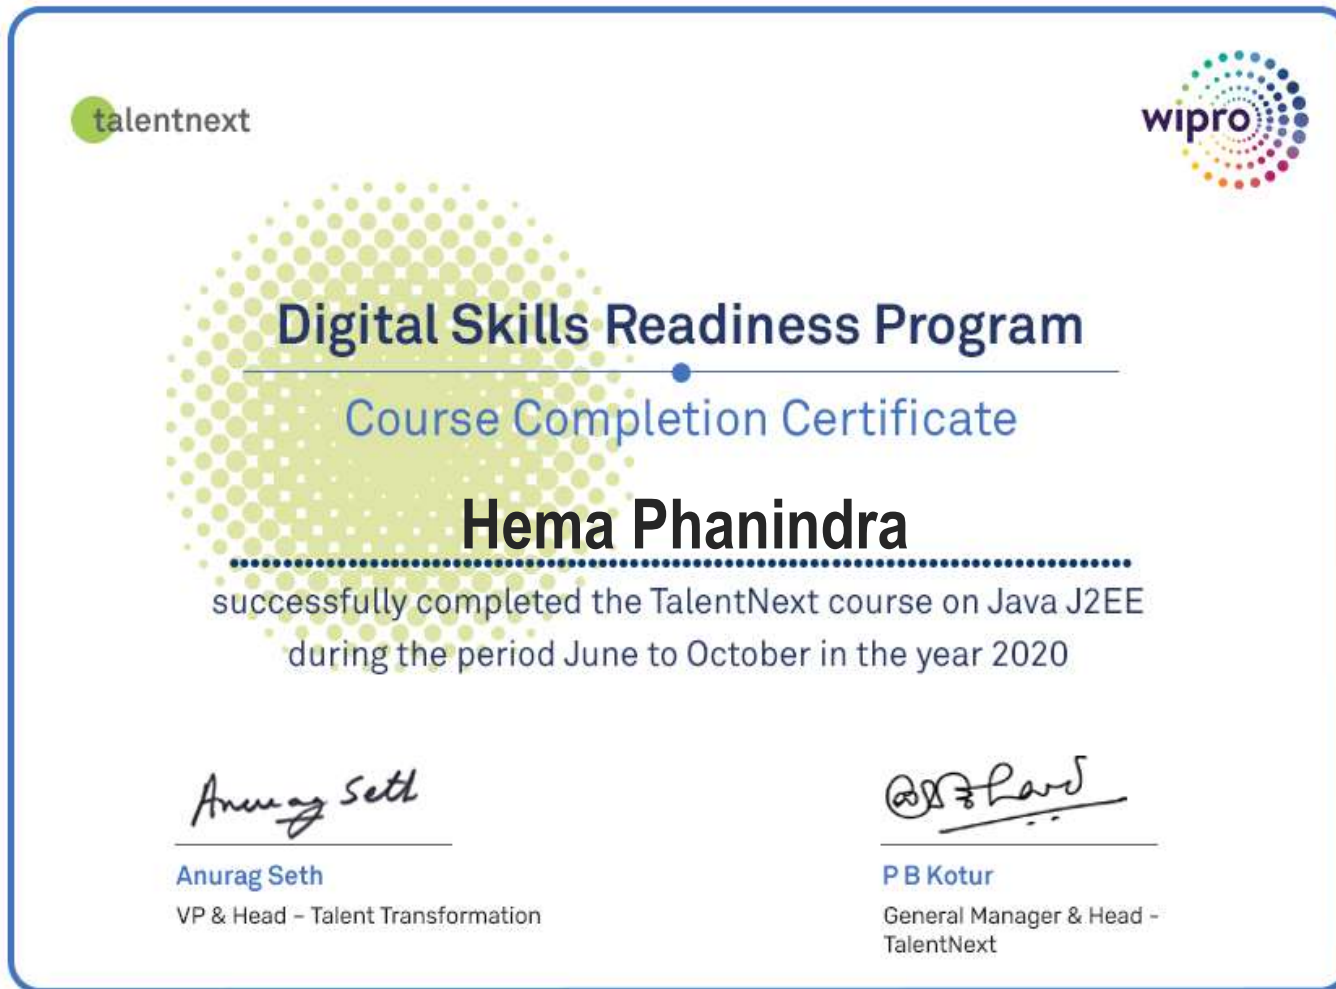 talentnext
wipro
Digital Skills Readiness Program
Course Completion Certificate
Hema Phanindra
successfully completed the TalentNext course on Java J2EE
during the period June to October in the year 2020
Anurag Seth
Anurag Seth
VP & Head – Talent Transformation
P B Kotur
General Manager & Head -
TalentNext